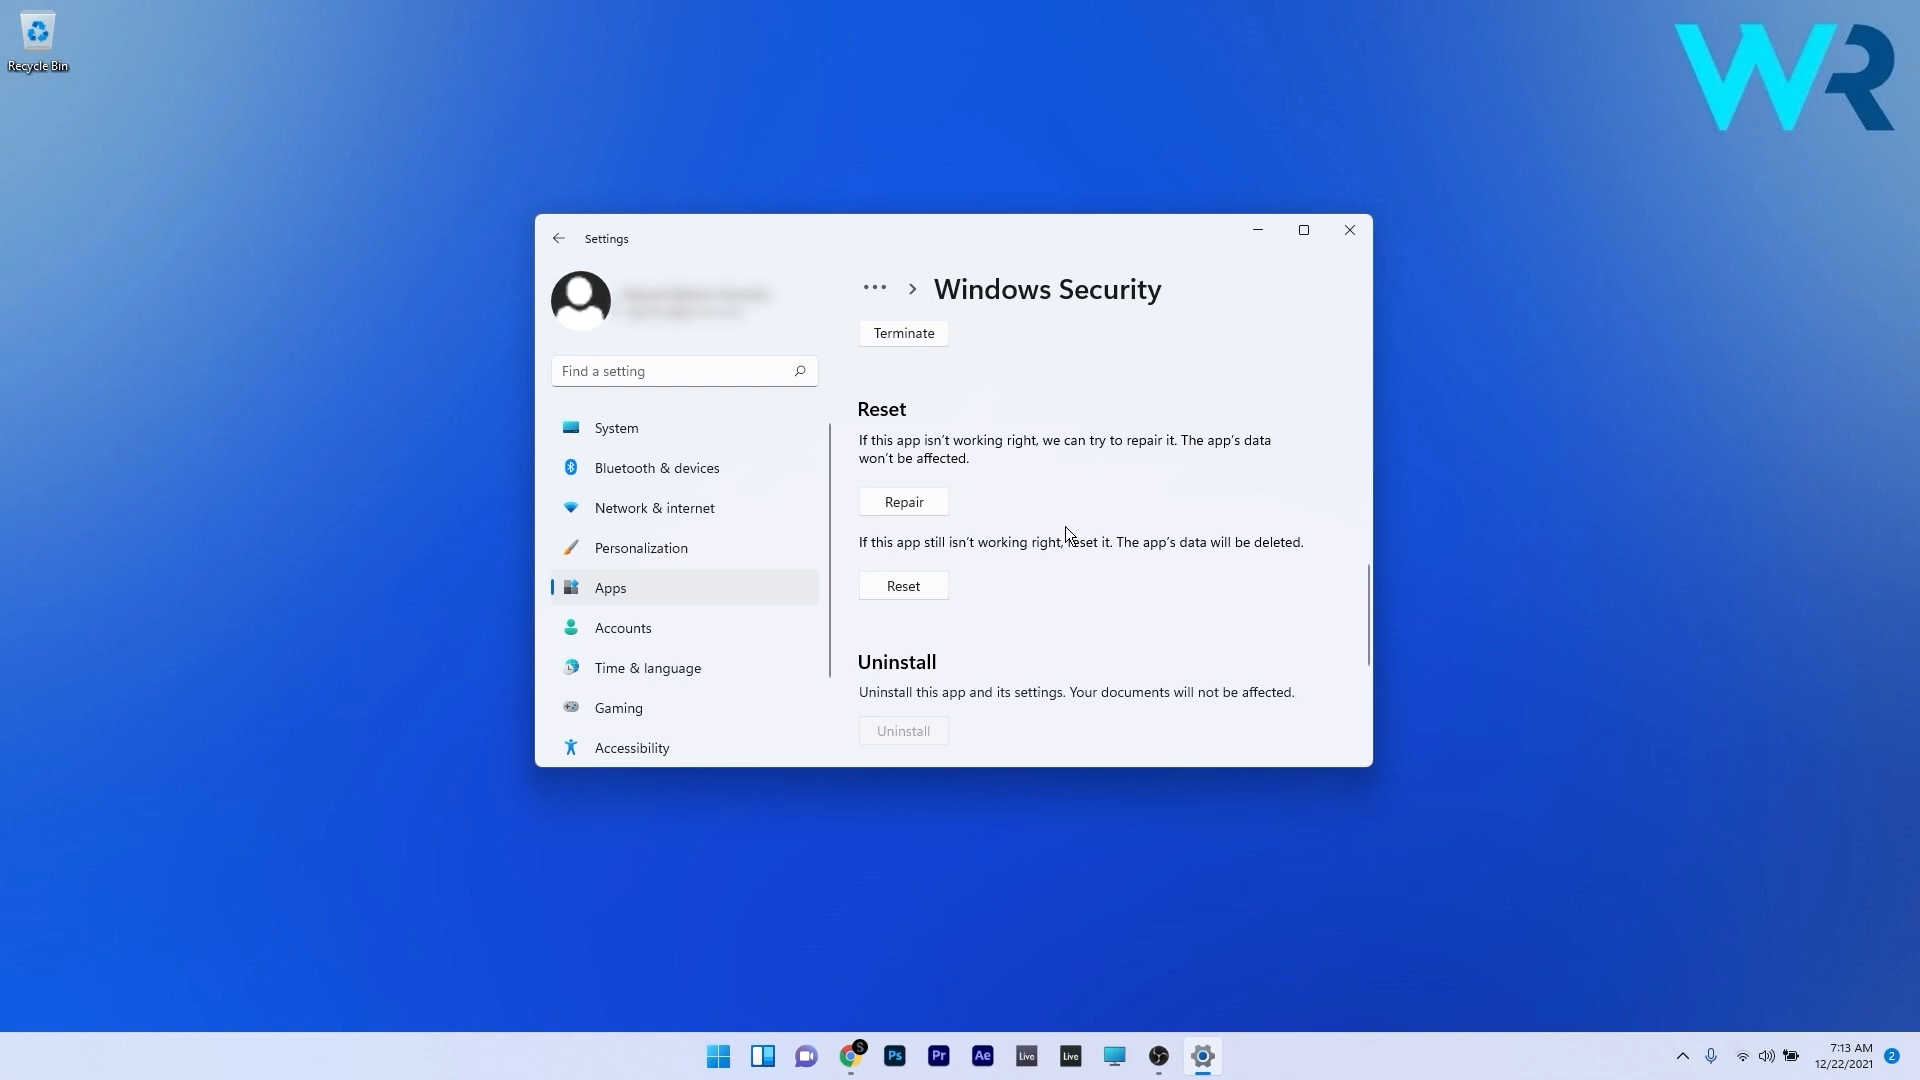 Recycle Bin
WR
Settings
Find a setting
System
Bluetooth & devices
Network & internet
Personalization
Apps
Accounts
Time & language
Gaming
Accessibility
Windows Security
Terminate
Reset
If this app isn’t working right, we can try to repair it. The app’s data
won’t be affected.
Repair
If this app still isn’t working right, reset it. The app’s data will be deleted.
Reset
Uninstall
Uninstall this app and its settings. Your documents will not be affected.
Uninstall
S
Ps
Pr
Ae
Live
Live
7:13 AM
12/22/2021
2